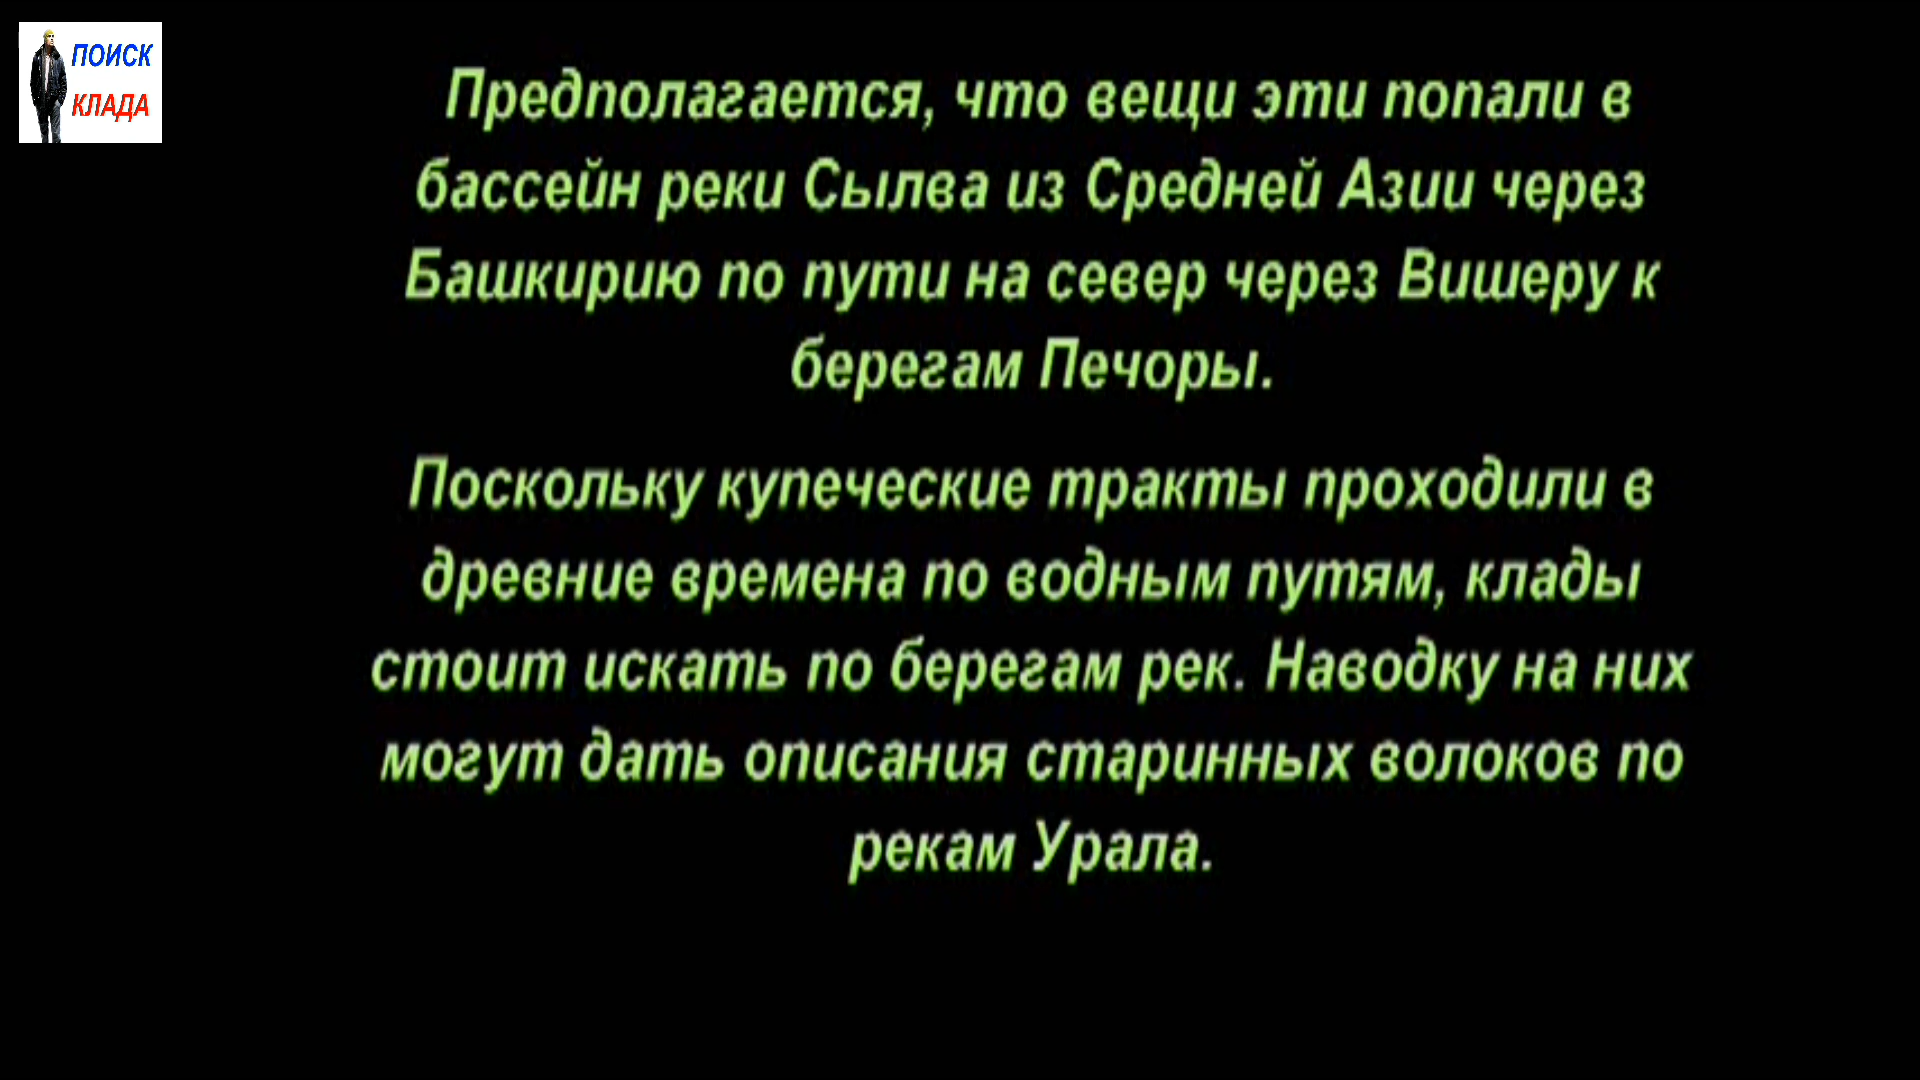 ПОИСК
КЛАДА
Предполагается, что вещи эти попали в
бассейн реки Сылва из Средней Азии через
Башкирию по пути на север через Вишеру к
берегам Печоры.
Поскольку купеческие тракты проходили в
древние времена по водным путям, клады
стоит искать по берегам рек. Наводку на них
могут дать описания старинных волоков по
рекам Урала.